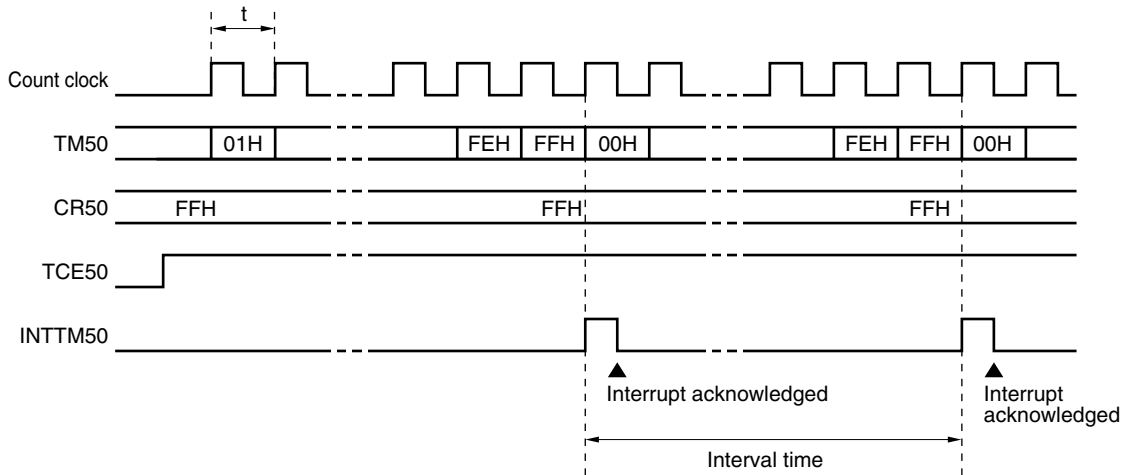 t
Count clock
TM50 01H FEH FFH 00H FEH FFH 00H
CR50 FFH FFH FFH
TCE50
INTTM50
Interrupt acknowledged
Interrupt
acknowledged
Interval time